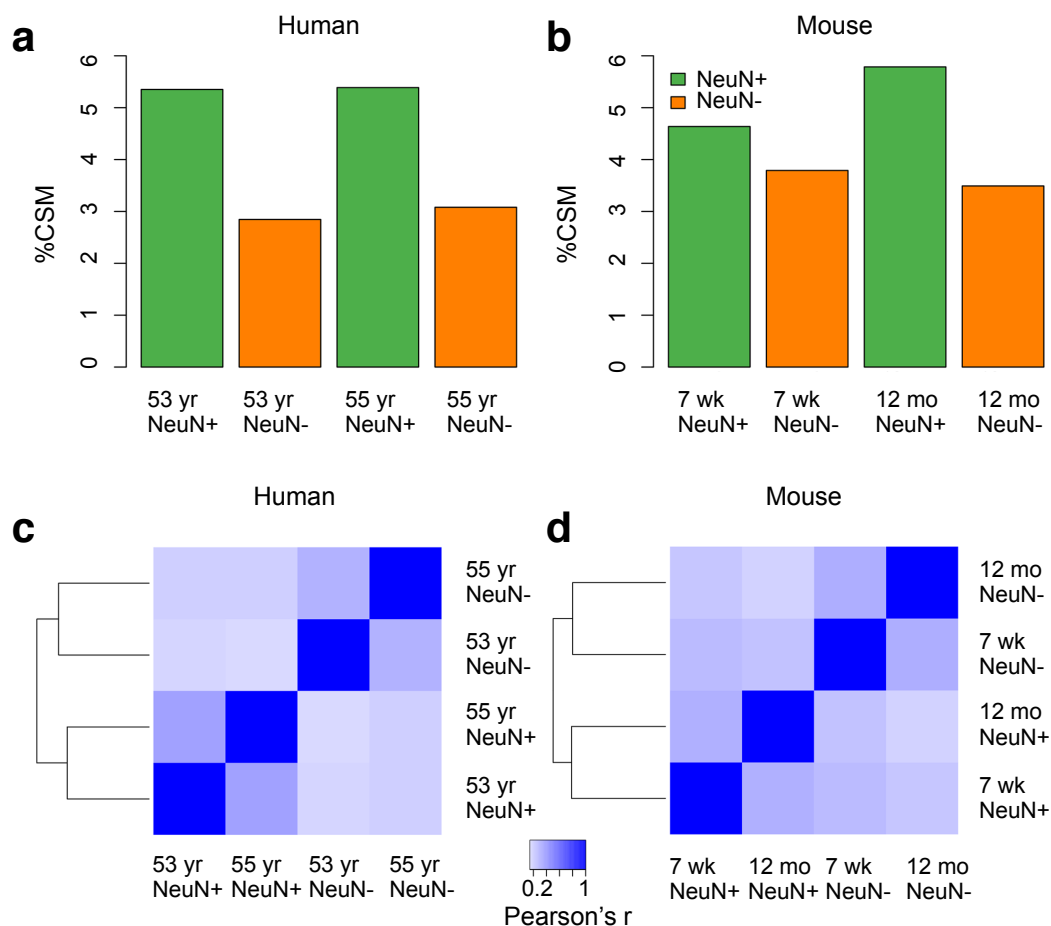 a
Human
%CSM
0 1 2 3 4 5 6
53 yr NeuN+
53 yr NeuN-
55 yr NeuN+
55 yr NeuN-
b
Mouse
%CSM
0 1 2 3 4 5 6
NeuN+
NeuN-
7 wk NeuN+
7 wk NeuN-
12 mo NeuN+
12 mo NeuN-
c
Human
55 yr
NeuN-
53 yr
NeuN-
55 yr
NeuN+
53 yr
NeuN+
53 yr NeuN+
55 yr NeuN+
53 yr NeuN-
55 yr NeuN-
0.2 1
Pearson's r
d
Mouse
12 mo
NeuN-
7 wk
NeuN-
12 mo
NeuN+
7 wk
NeuN+
7 wk NeuN+
12 mo NeuN+
7 wk NeuN-
12 mo NeuN-